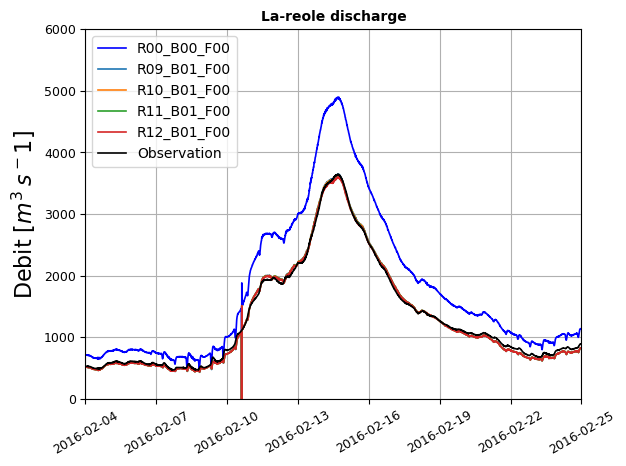 La-reole discharge
6000
5000
4000
3000
2000
1000
0
Debit [m³ s⁻1]
R00_B00_F00
R09_B01_F00
R10_B01_F00
R11_B01_F00
R12_B01_F00
Observation
2016-02-04
2016-02-07
2016-02-10
2016-02-13
2016-02-16
2016-02-19
2016-02-22
2016-02-25